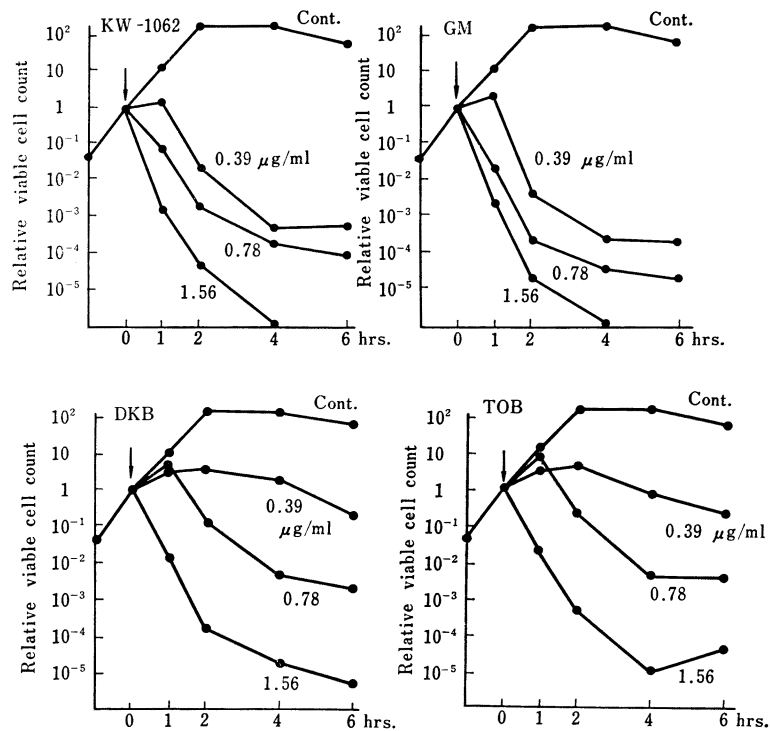 KW-1062
Cont.
Relative viable cell count
10²
10
1
10⁻¹
10⁻²
10⁻³
10⁻⁴
10⁻⁵
0.39 μg/ml
0.78
1.56
0 1 2 4 6 hrs.
GM
Cont.
Relative viable cell count
10²
10
1
10⁻¹
10⁻²
10⁻³
10⁻⁴
10⁻⁵
0.39 μg/ml
0.78
1.56
0 1 2 4 6 hrs.
DKB
Cont.
Relative viable cell count
10²
10
1
10⁻¹
10⁻²
10⁻³
10⁻⁴
10⁻⁵
0.39
μg/ml
0.78
1.56
0 1 2 4 6 hrs.
TOB
Cont.
Relative viable cell count
10²
10
1
10⁻¹
10⁻²
10⁻³
10⁻⁴
10⁻⁵
0.39 μg/ml
0.78
1.56
0 1 2 4 6 hrs.